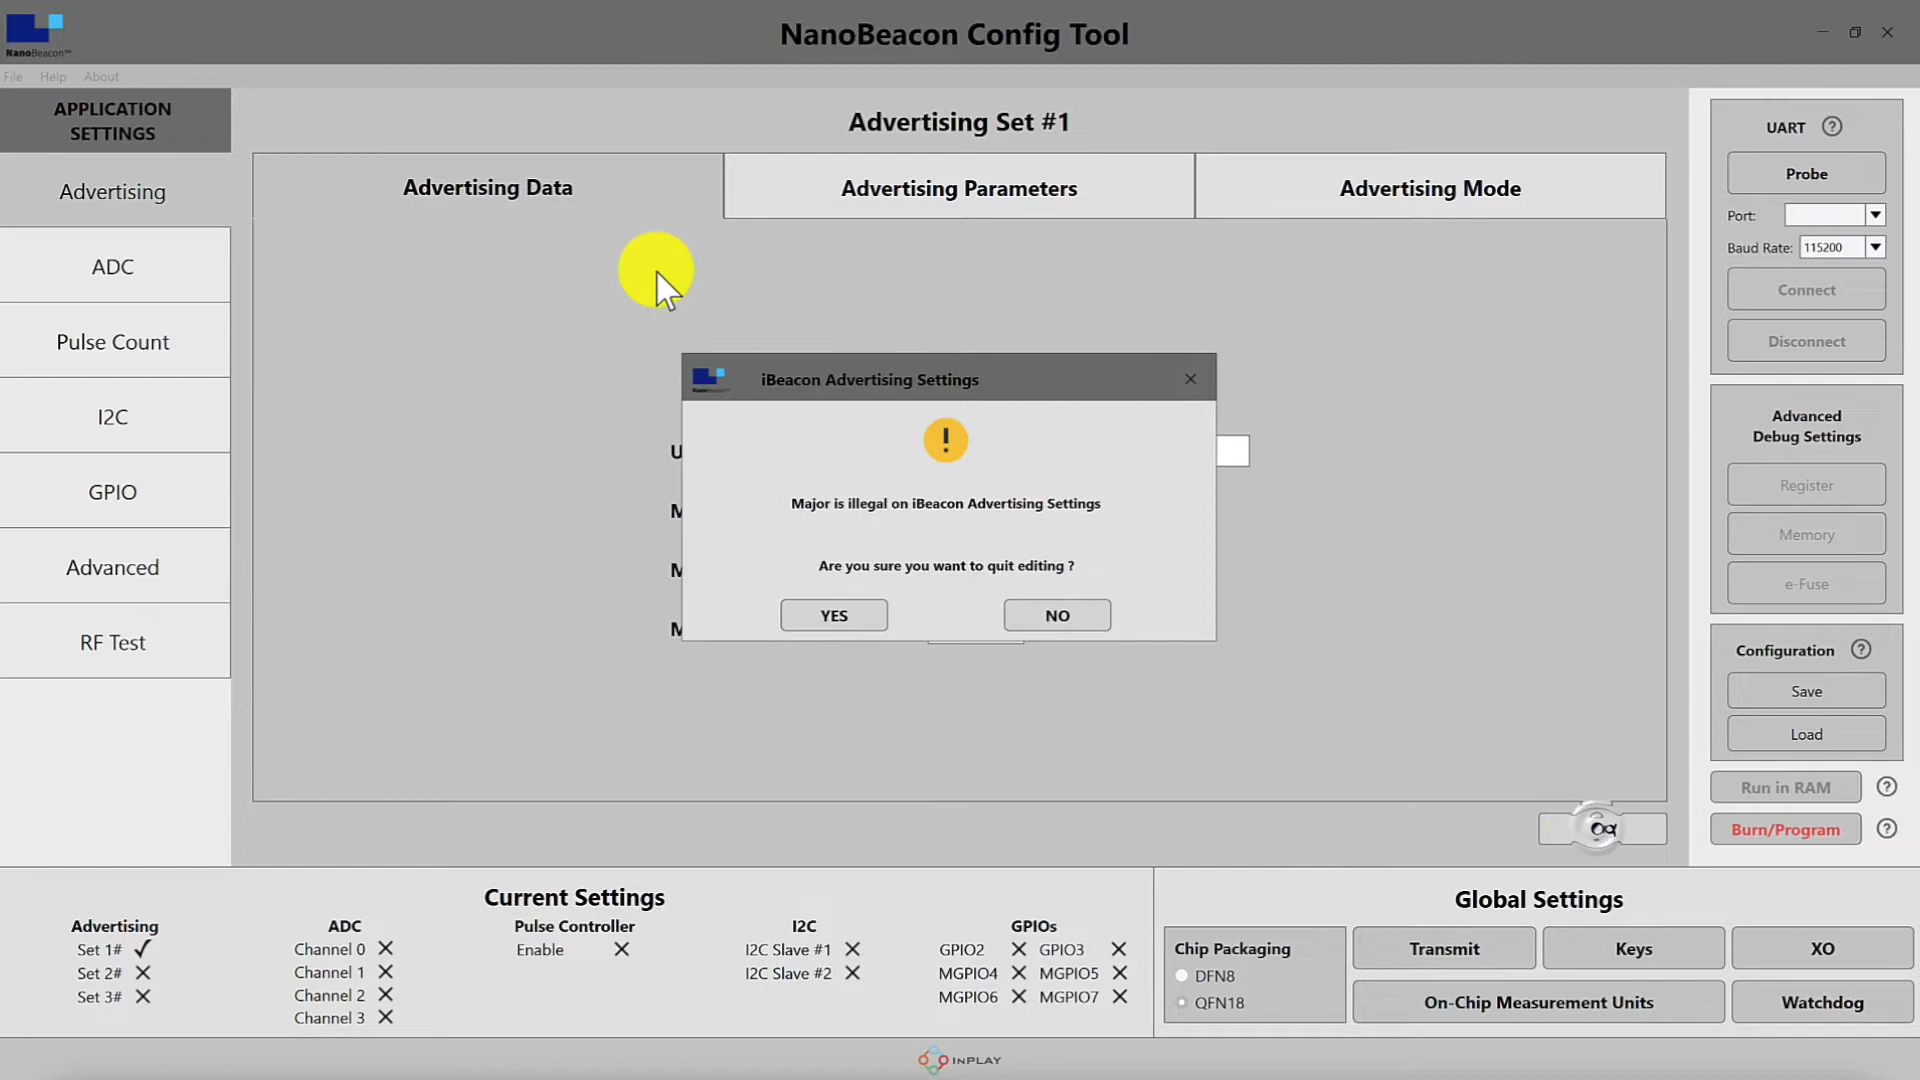 NanoBeacon™
NanoBeacon Config Tool
File Help About
APPLICATION
SETTINGS
Advertising
ADC
Pulse Count
I2C
GPIO
Advanced
RF Test
Advertising Set #1
Advertising Data
Advertising Parameters
Advertising Mode
iBeacon Advertising Settings
Major is illegal on iBeacon Advertising Settings
Are you sure you want to quit editing ?
YES
NO
U
M
M
M
UART ?
Probe
Port:
Baud Rate: 115200
Connect
Disconnect
Advanced
Debug Settings
Register
Memory
e-Fuse
Configuration ?
Save
Load
Run in RAM ?
Burn/Program ?
Current Settings
Advertising
Set 1#
Set 2#
Set 3#
ADC
Channel 0
Channel 1
Channel 2
Channel 3
Pulse Controller
Enable
I2C
I2C Slave #1
I2C Slave #2
GPIOs
GPIO2 GPIO3
MGPIO4 MGPIO5
MGPIO6 MGPIO7
Global Settings
Chip Packaging
DFN8
QFN18
Transmit
Keys
XO
On-Chip Measurement Units
Watchdog
INPLAY